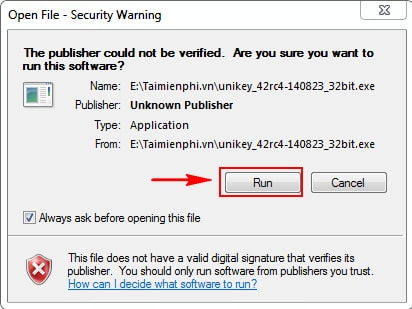 Open File - Security Warning
The publisher could not be verified.  Are you sure you want to
run this software?
Name: E:\Taimienphi.vn\unikey_42rc4-140823_32bit.exe
Publisher: Unknown Publisher
Type: Application
From: E:\Taimienphi.vn\unikey_42rc4-140823_32bit.exe
Run Cancel
Always ask before opening this file
This file does not have a valid digital signature that verifies its
publisher.  You should only run software from publishers you trust.
How can I decide what software to run?